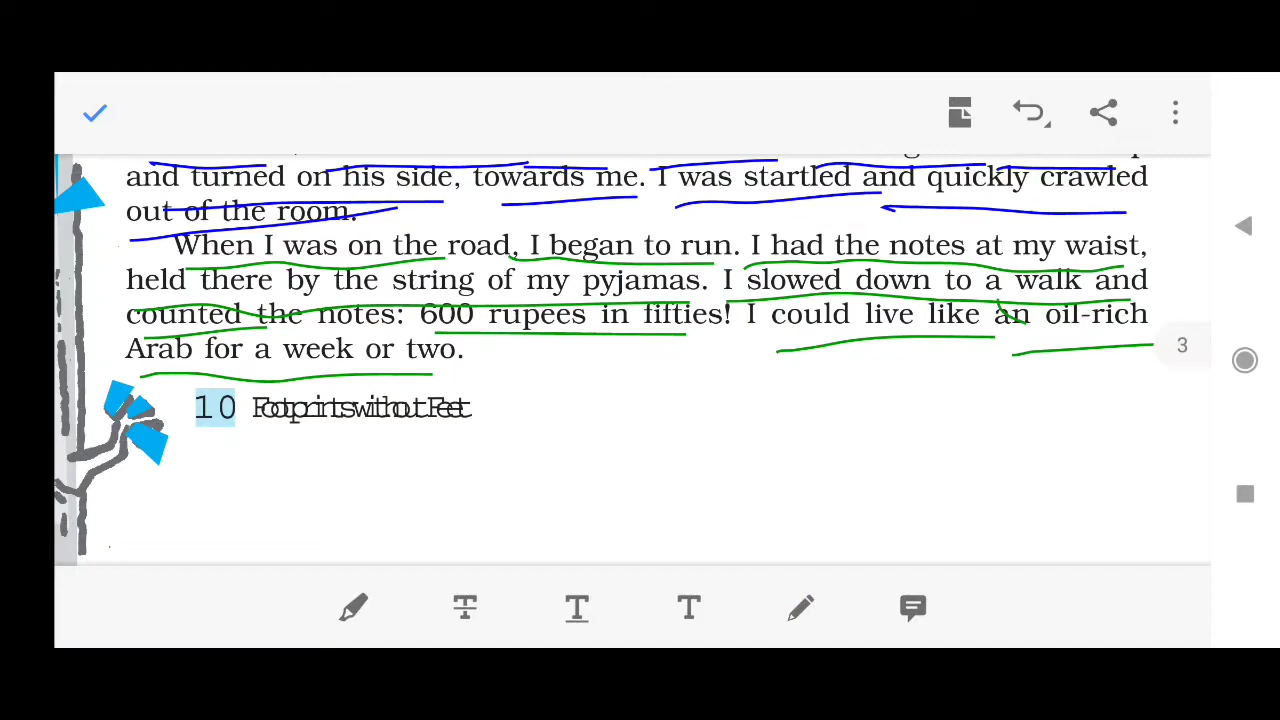 and turned on his side, towards me. I was startled and quickly crawled
out of the room.
When I was on the road, I began to run. I had the notes at my waist,
held there by the string of my pyjamas. I slowed down to a walk and
counted the notes: 600 rupees in fifties! I could live like an oil-rich
3
Arab for a week or two.
10 Footprints without Feet